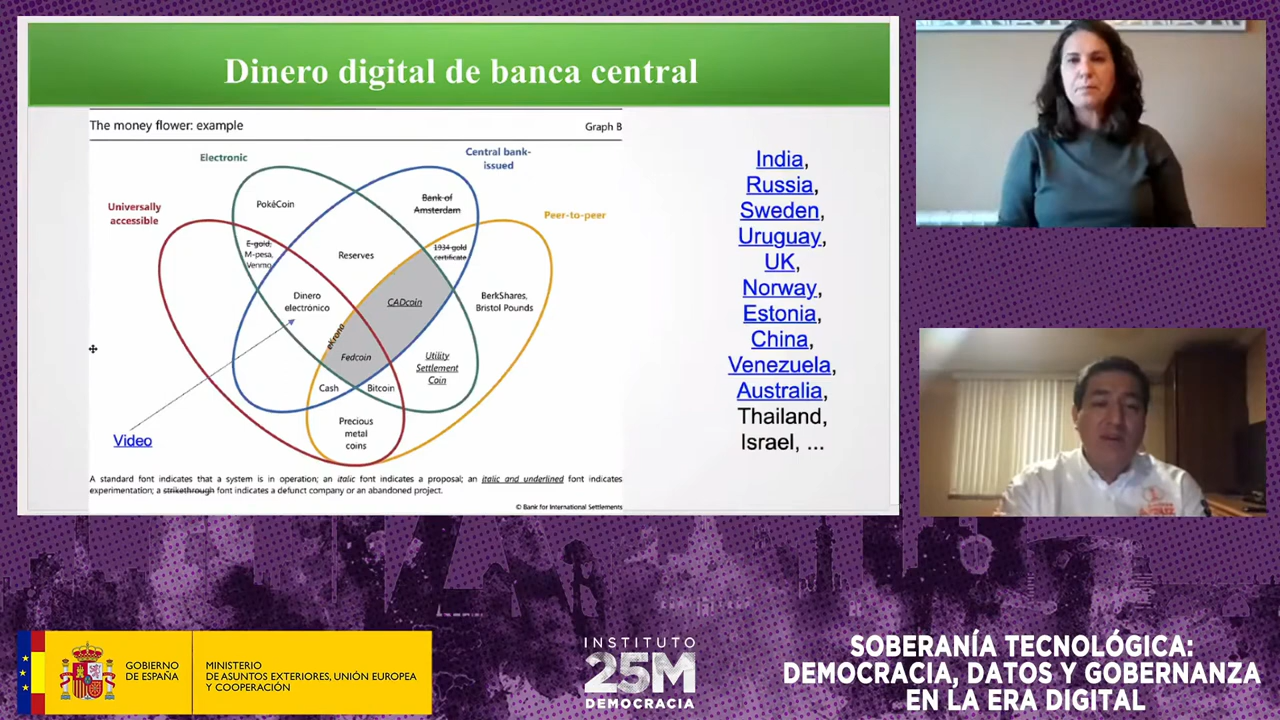 Dinero digital de banca central
The money flower: example
Graph B
Electronic
Central bank-
issued
Universally
accessible
Peer-to-peer
PokéCoin
Bank of
Amsterdam
E-gold,
M-pesa,
Venmo
Reserves
1934 gold
certificate
Dinero
electrónico
CADcoin
BerkShares,
Bristol Pounds
eKrona
Fedcoin
Utility
Settlement
Coin
Cash
Bitcoin
Precious
metal
coins
Video
A standard font indicates that a system is in operation; an italic font indicates a proposal; an italic and underlined font indicates
experimentation; a strikethrough font indicates a defunct company or an abandoned project.
© Bank for International Settlements
India,
Russia,
Sweden,
Uruguay,
UK,
Norway,
Estonia,
China,
Venezuela,
Australia,
Thailand,
Israel, ...
GOBIERNO
DE ESPAÑA
MINISTERIO
DE ASUNTOS EXTERIORES, UNIÓN EUROPEA
Y COOPERACIÓN
INSTITUTO
25M
DEMOCRACIA
SOBERANÍA TECNOLÓGICA:
DEMOCRACIA, DATOS Y GOBERNANZA
EN LA ERA DIGITAL